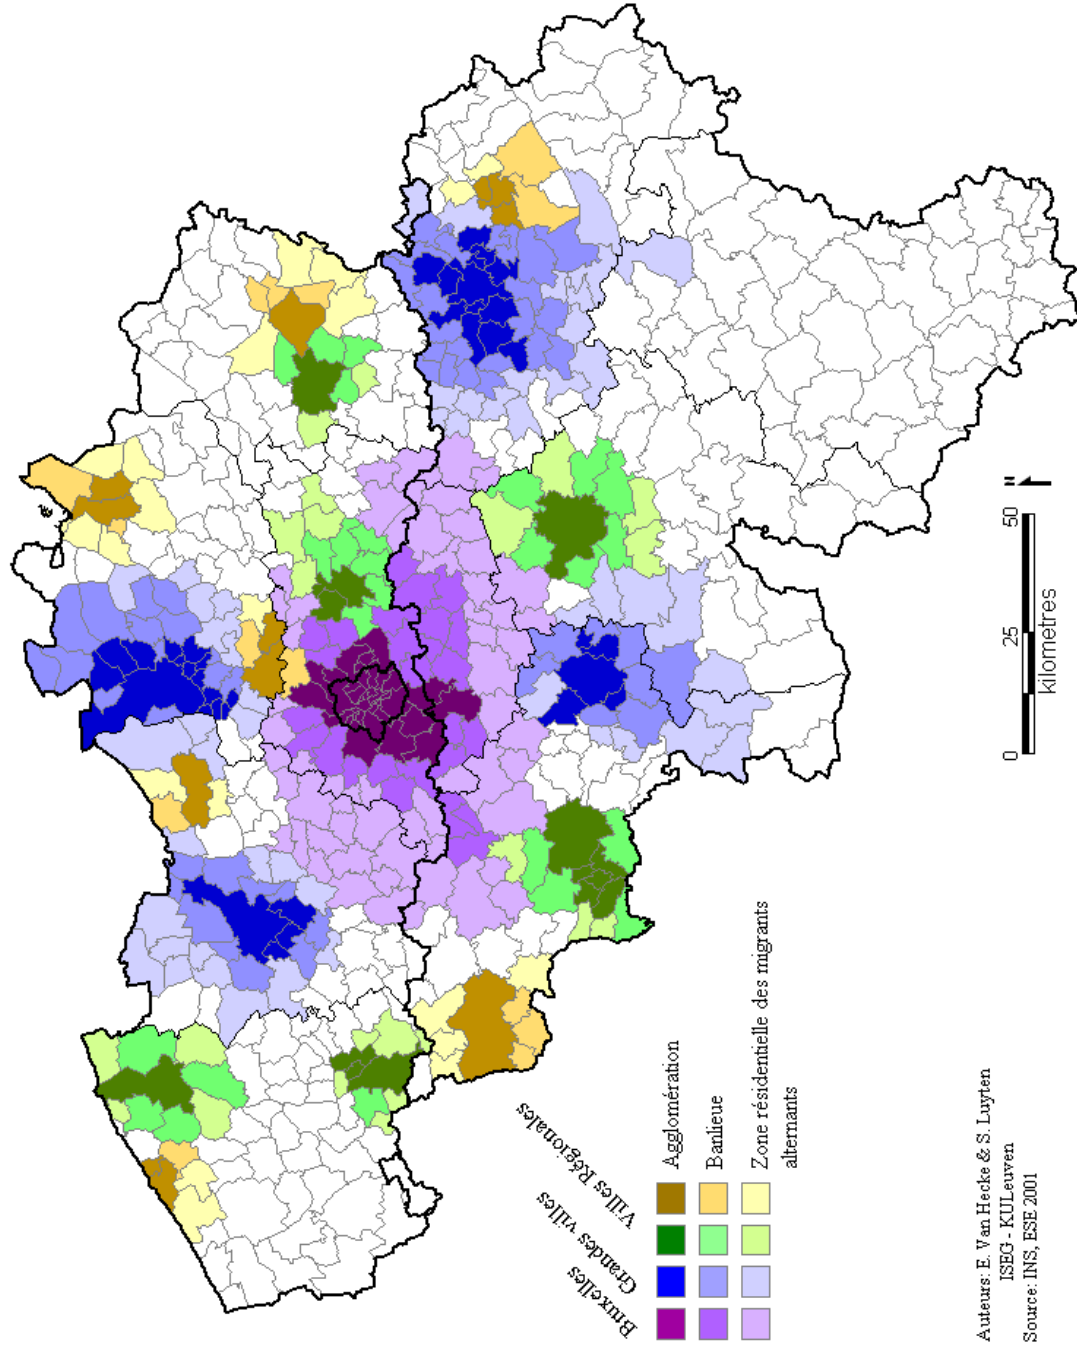 Bruxelles
Grandes villes
Villes Régionales
Agglomération
Banlieue
Zone résidentielle des migrants
alternants
Auteurs: E. Van Hecke & S. Luyten
ISEG - KULeuven
Source: INS, ESE 2001
N
0 25 50
kilometres